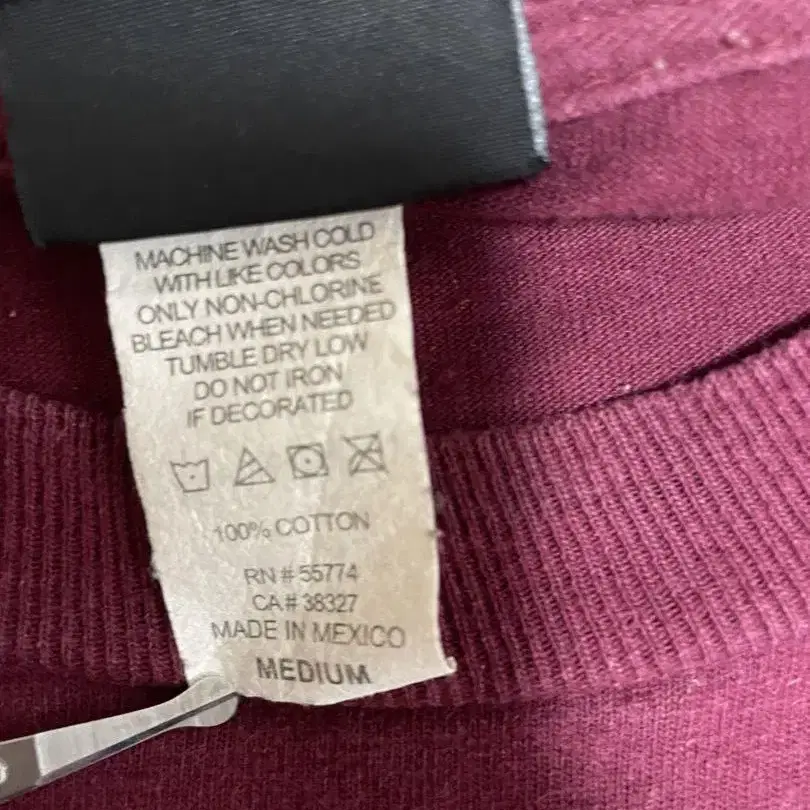 MACHINE WASH COLD
WITH LIKE COLORS
ONLY NON-CHLORINE
BLEACH WHEN NEEDED
TUMBLE DRY LOW
DO NOT IRON
IF DECORATED
100% COTTON
RN # 55774
CA # 38327
MADE IN MEXICO
MEDIUM